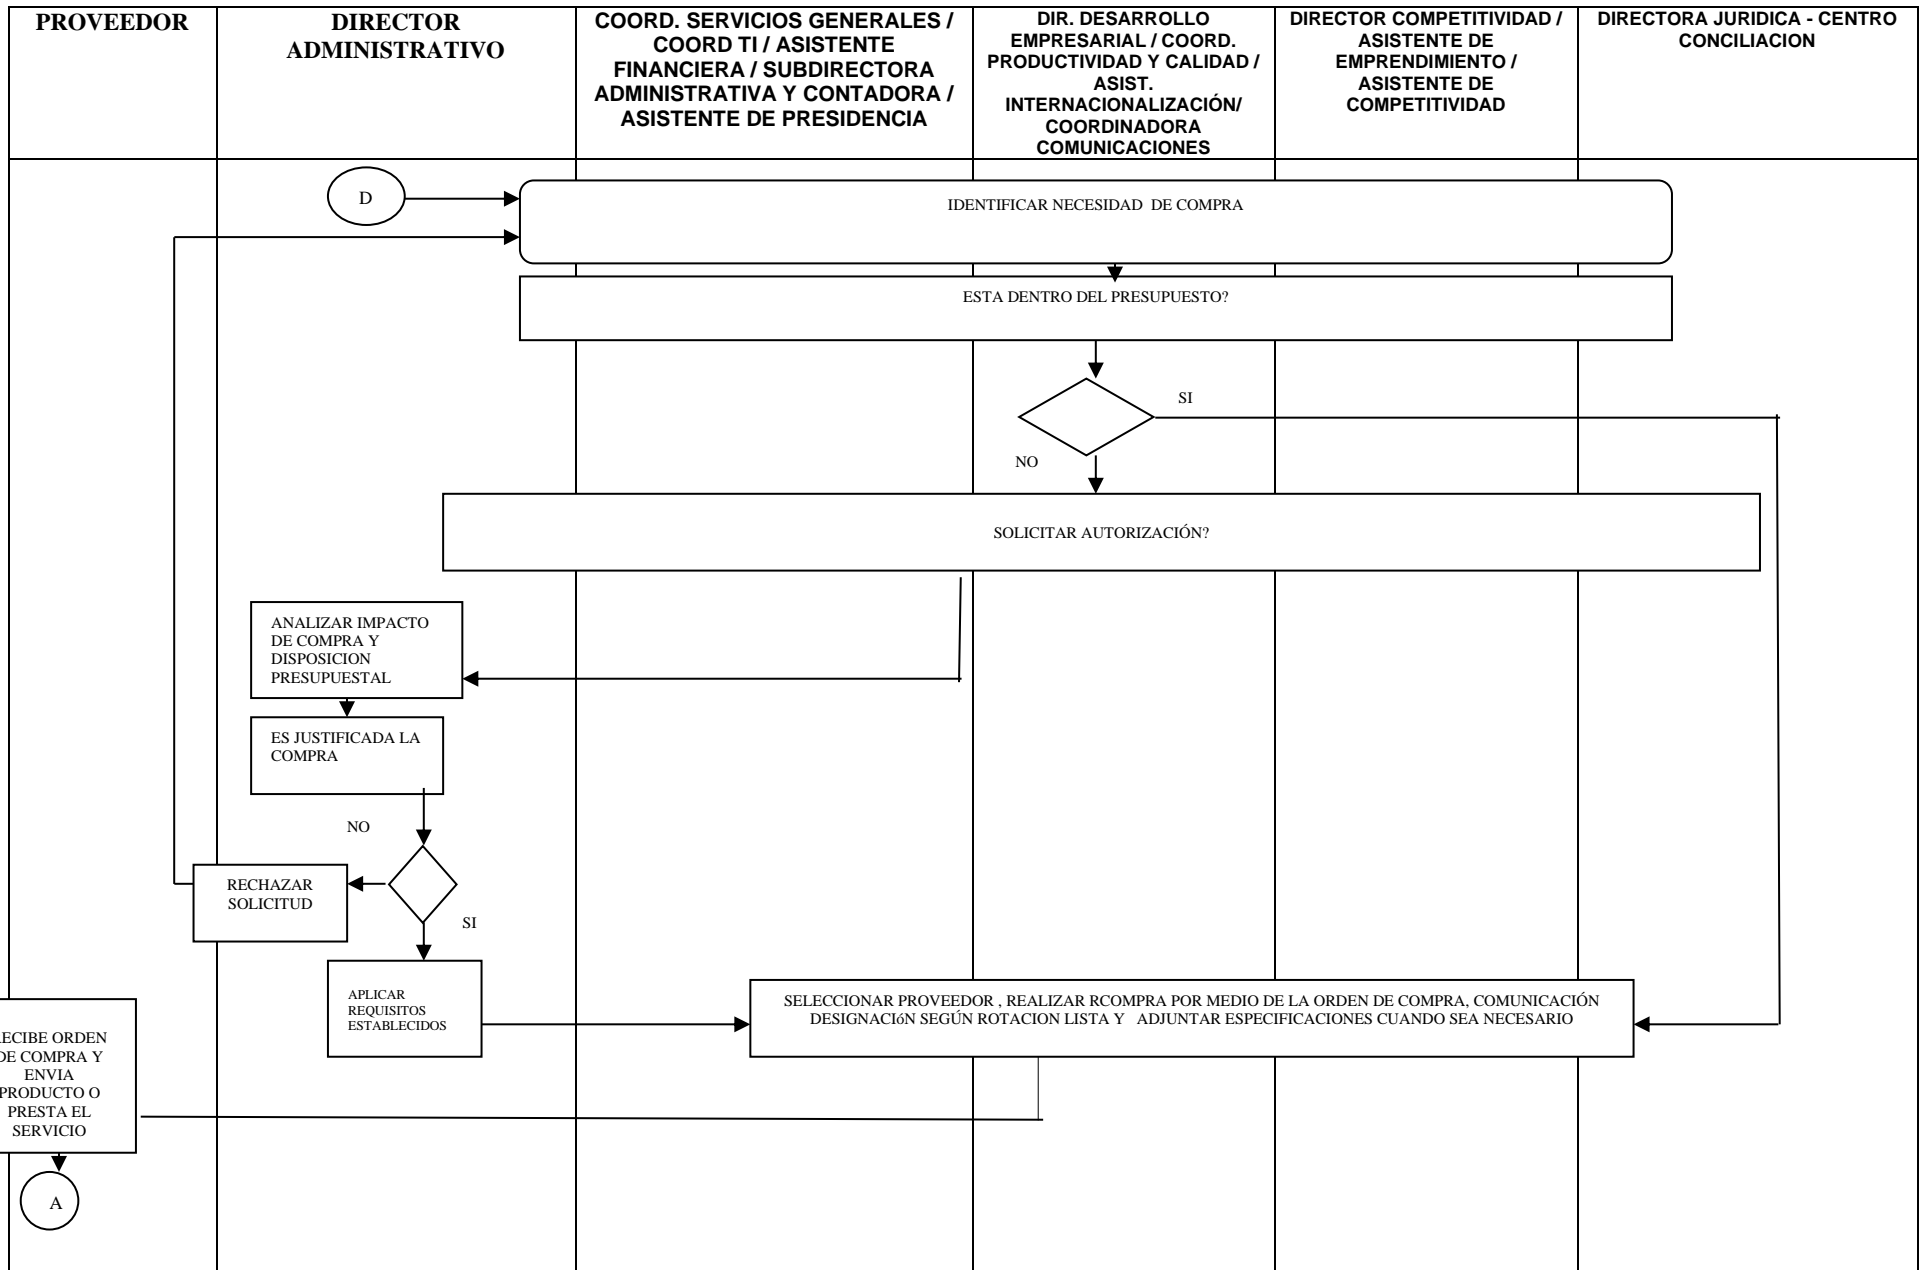 PROVEEDOR
DIRECTOR
ADMINISTRATIVO
COORD. SERVICIOS GENERALES /
COORD TI / ASISTENTE
FINANCIERA / SUBDIRECTORA
ADMINISTRATIVA Y CONTADORA /
ASISTENTE DE PRESIDENCIA
DIR. DESARROLLO
EMPRESARIAL / COORD.
PRODUCTIVIDAD Y CALIDAD /
ASIST.
INTERNACIONALIZACIÓN/
COORDINADORA
COMUNICACIONES
DIRECTOR COMPETITIVIDAD /
ASISTENTE DE
EMPRENDIMIENTO /
ASISTENTE DE
COMPETITIVIDAD
DIRECTORA JURIDICA - CENTRO
CONCILIACION
D
IDENTIFICAR NECESIDAD DE COMPRA
ESTA DENTRO DEL PRESUPUESTO?
SI
NO
SOLICITAR AUTORIZACIÓN?
ANALIZAR IMPACTO
DE COMPRA Y
DISPOSICION
PRESUPUESTAL
ES JUSTIFICADA LA
COMPRA
NO
RECHAZAR
SOLICITUD
SI
APLICAR
REQUISITOS
ESTABLECIDOS
SELECCIONAR PROVEEDOR , REALIZAR RCOMPRA POR MEDIO DE LA ORDEN DE COMPRA, COMUNICACIÓN
DESIGNACIóN SEGÚN ROTACION LISTA Y ADJUNTAR ESPECIFICACIONES CUANDO SEA NECESARIO
ECIBE ORDEN
DE COMPRA Y
ENVIA
PRODUCTO O
PRESTA EL
SERVICIO
A